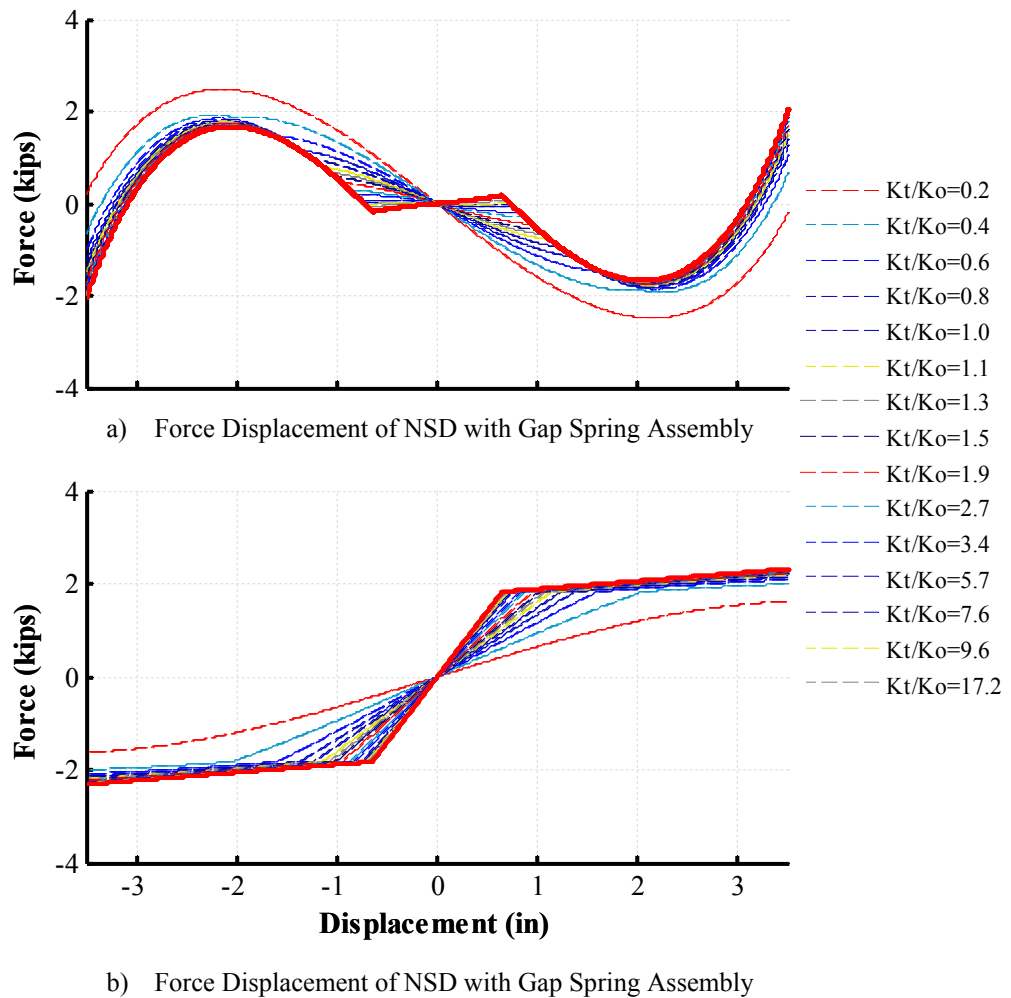 4
2
0
-2
-4
Force (kips)
a) Force Displacement of NSD with Gap Spring Assembly
Kt/Ko=0.2
Kt/Ko=0.4
Kt/Ko=0.6
Kt/Ko=0.8
Kt/Ko=1.0
Kt/Ko=1.1
Kt/Ko=1.3
Kt/Ko=1.5
Kt/Ko=1.9
Kt/Ko=2.7
Kt/Ko=3.4
Kt/Ko=5.7
Kt/Ko=7.6
Kt/Ko=9.6
Kt/Ko=17.2
4
2
0
-2
-4
Force (kips)
-3 -2 -1 0 1 2 3
Displacement (in)
b) Force Displacement of NSD with Gap Spring Assembly